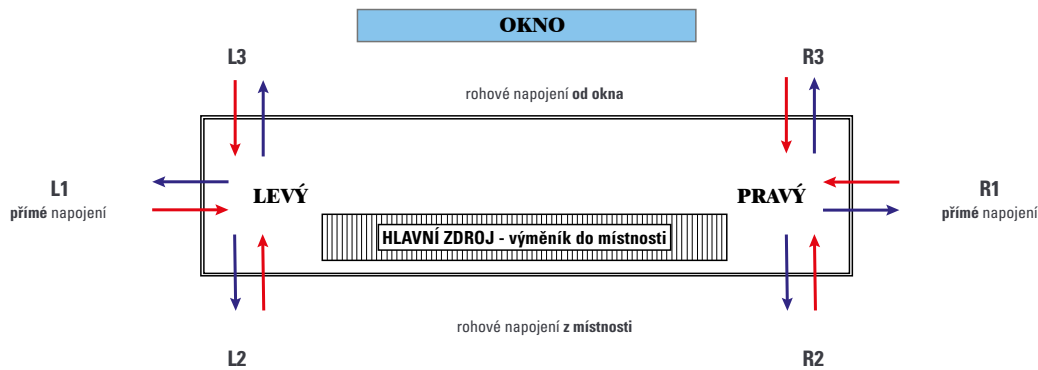 OKNO
L3
R3
rohové napojení od okna
L1
přímé napojení
LEVÝ
PRAVÝ
R1
přímé napojení
HLAVNÍ ZDROJ - výměník do místnosti
rohové napojení z místnosti
L2
R2